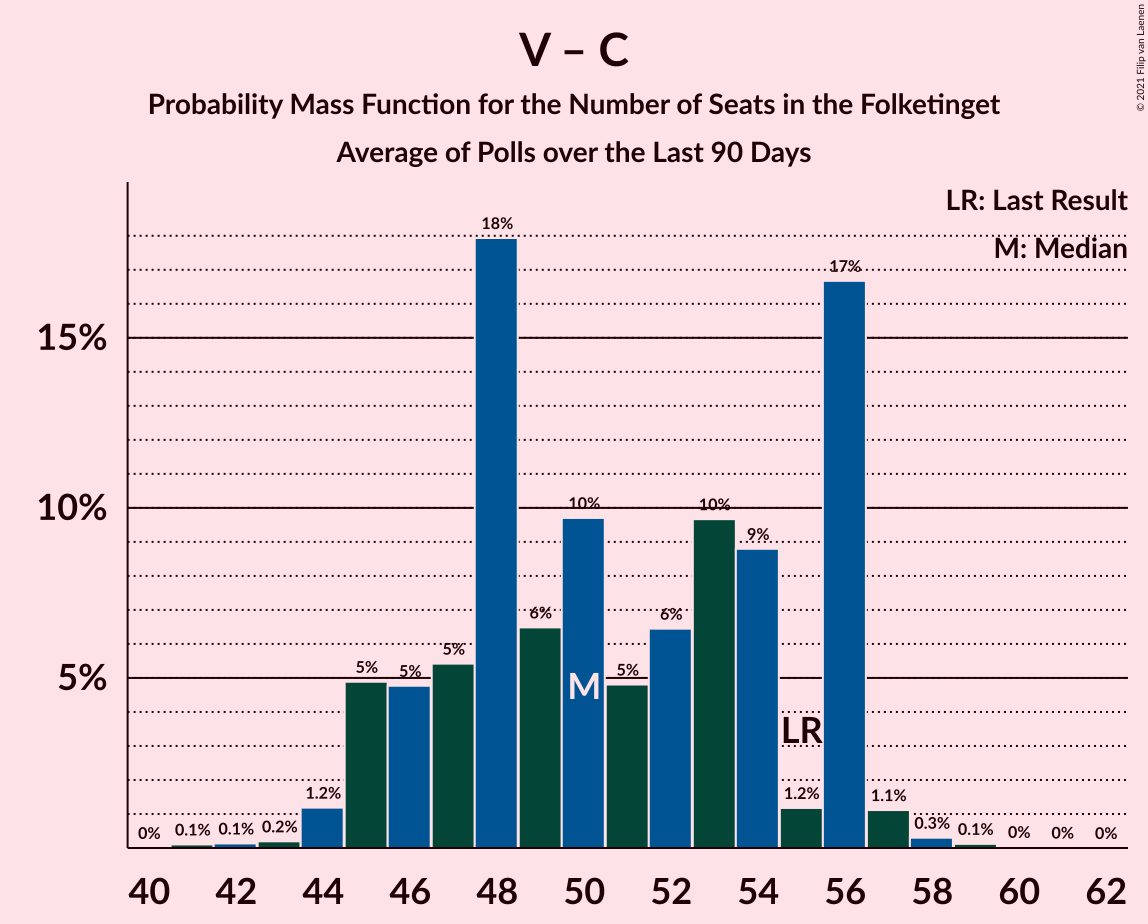 © 2021 Filip van Laenen
V – C
Probability Mass Function for the Number of Seats in the Folketinget
Average of Polls over the Last 90 Days
LR: Last Result
M: Median
15%
10%
5%
0%
0.1%
0.1%
0.2%
1.2%
5%
5%
5%
18%
6%
10%
5%
6%
10%
9%
1.2%
17%
1.1%
0.3%
0.1%
0%
0%
0%
M
LR
40 42 44 46 48 50 52 54 56 58 60 62